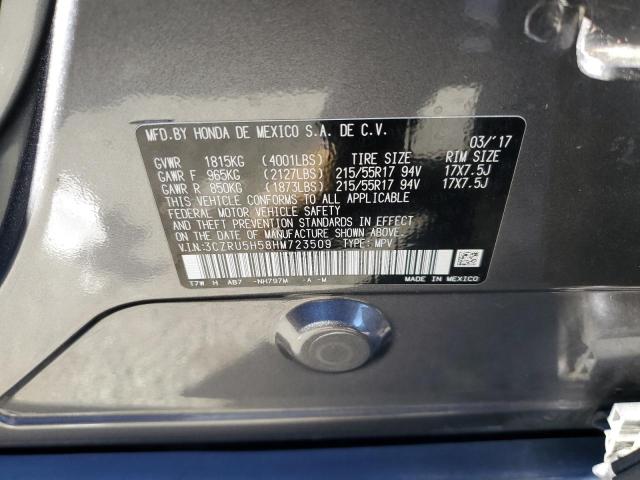 MFD.BY HONDA DE MEXICO S.A. DE C.V.
03/'17
GVWR 1815KG (4001LBS) TIRE SIZE RIM SIZE
GAWR F 965KG (2127LBS) 215/55R17 94V 17X7.5J
GAWR R 850KG (1873LBS) 215/55R17 94V 17X7.5J
THIS VEHICLE CONFORMS TO ALL APPLICABLE
FEDERAL MOTOR VEHICLE SAFETY
AND THEFT PREVENTION STANDARDS IN EFFECT
ON THE DATE OF MANUFACTURE SHOWN ABOVE.
V.I.N:3CZRU5H58HM723509 TYPE: MPV
T7W H AB7 -NH797M -A -M
MADE IN MEXICO